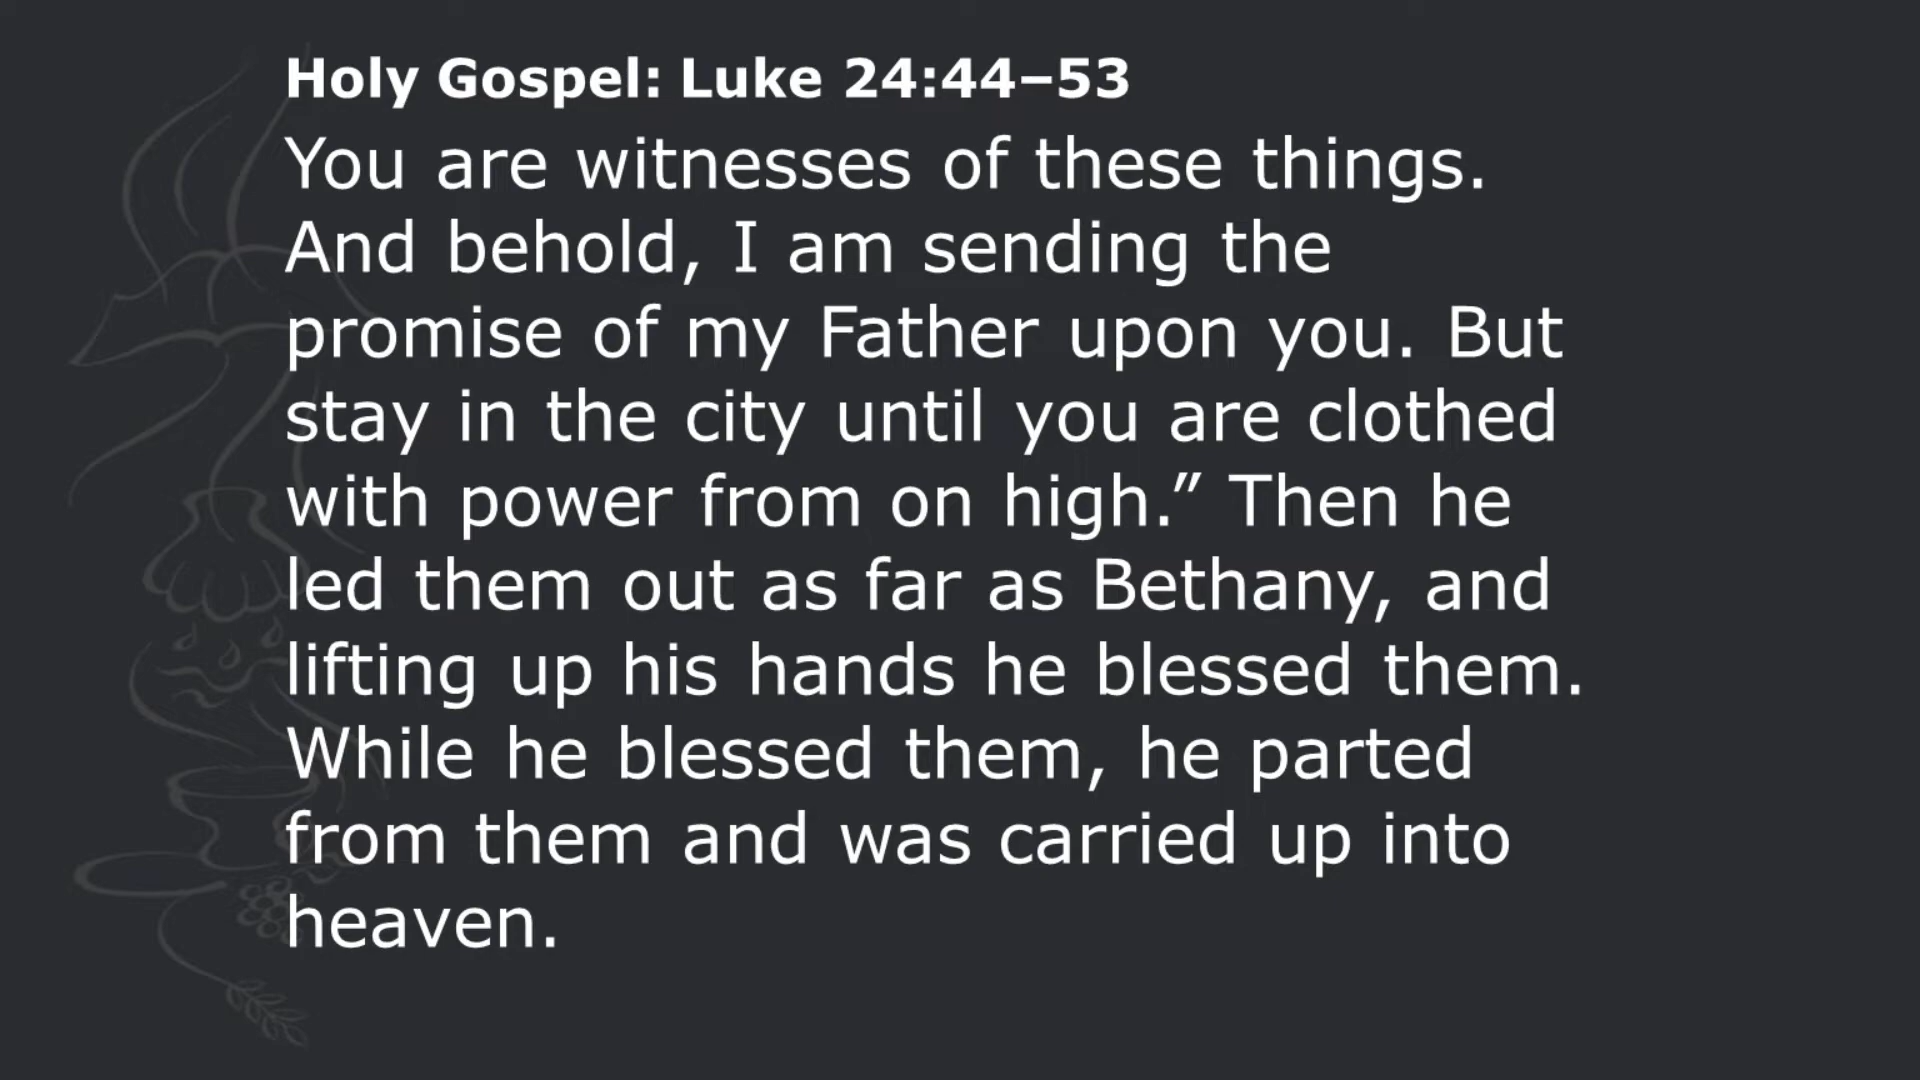 Holy Gospel: Luke 24:44–53
You are witnesses of these things.
And behold, I am sending the
promise of my Father upon you. But
stay in the city until you are clothed
with power from on high.” Then he
led them out as far as Bethany, and
lifting up his hands he blessed them.
While he blessed them, he parted
from them and was carried up into
heaven.